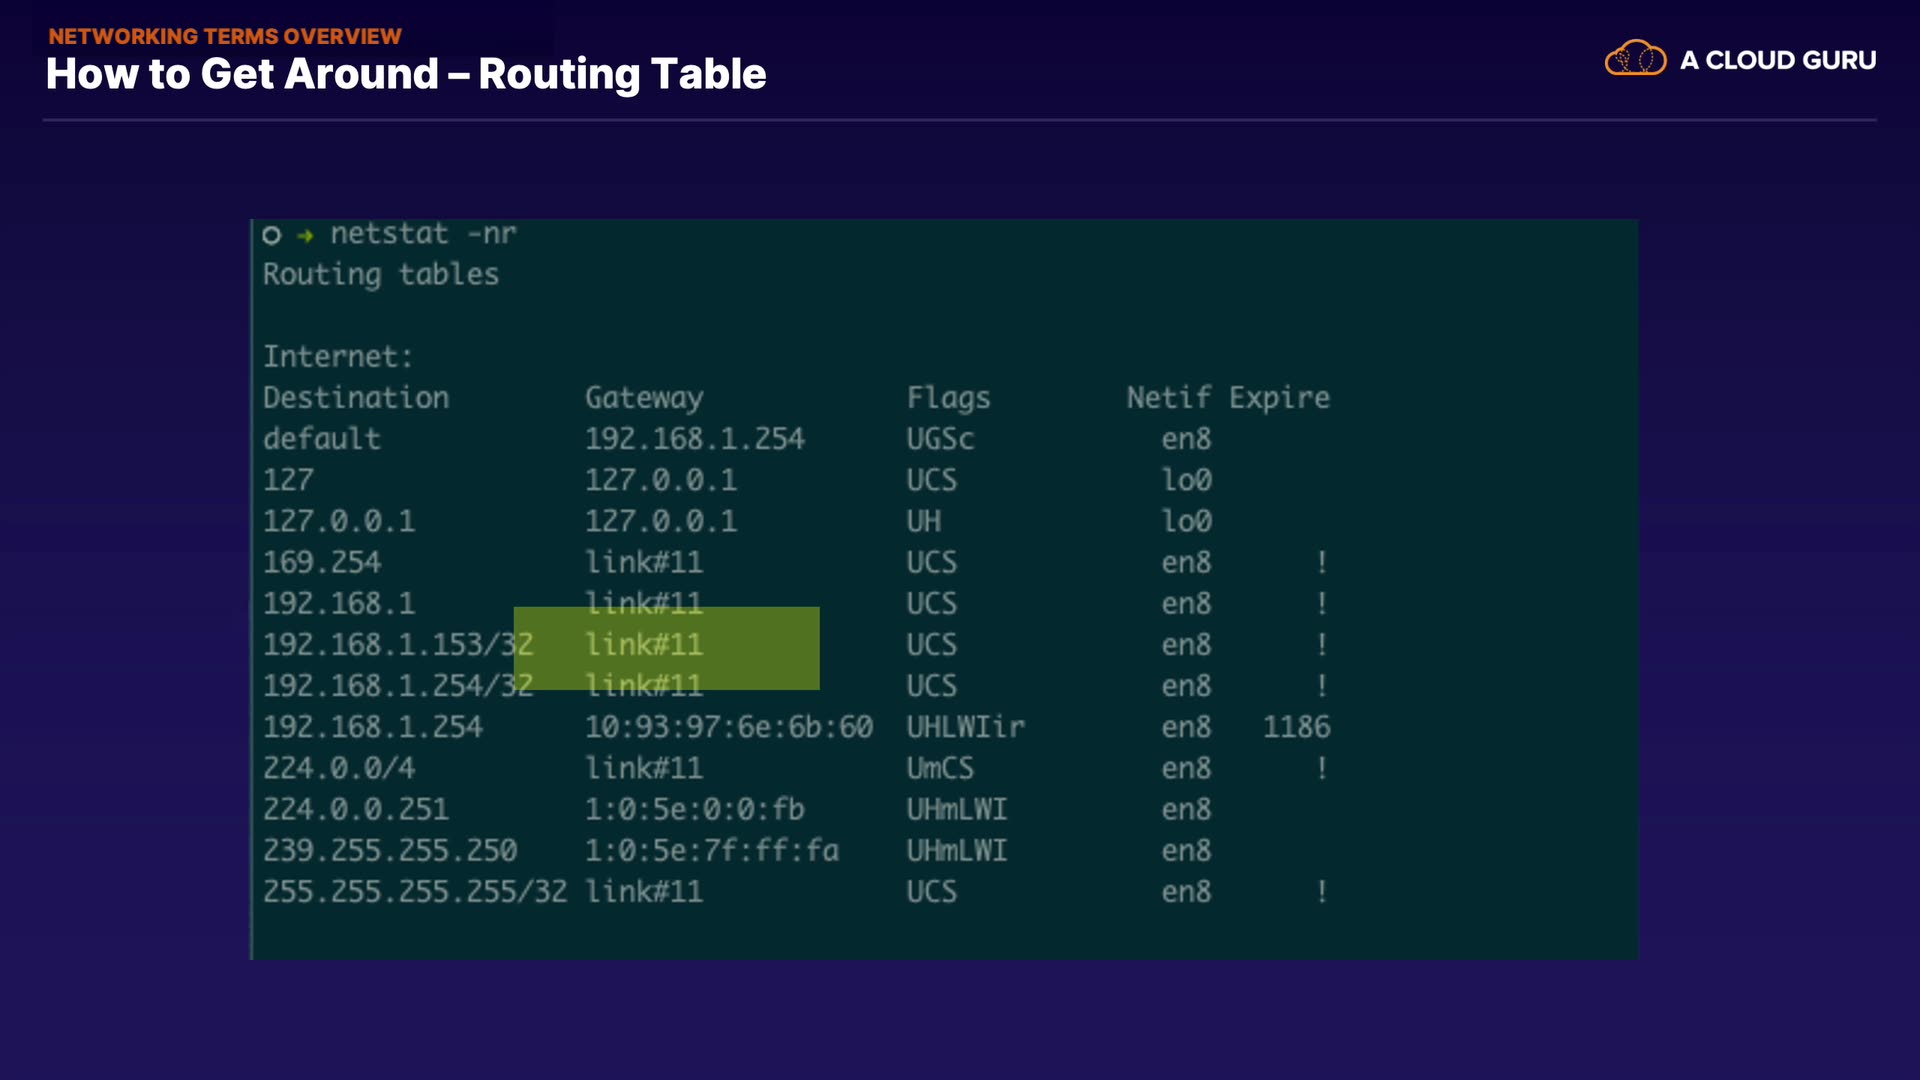 NETWORKING TERMS OVERVIEW
How to Get Around – Routing Table
A CLOUD GURU
netstat -nr
Routing tables
Internet:
Destination Gateway Flags Netif Expire
default 192.168.1.254 UGSc en8
127 127.0.0.1 UCS lo0
127.0.0.1 127.0.0.1 UH lo0
169.254 link#11 UCS en8 !
192.168.1 link#11 UCS en8 !
192.168.1.153/32 link#11 UCS en8 !
192.168.1.254/32 link#11 UCS en8 !
192.168.1.254 10:93:97:6e:6b:60 UHLWIir en8 1186
224.0.0/4 link#11 UmCS en8 !
224.0.0.251 1:0:5e:0:0:fb UHmLWI en8
239.255.255.250 1:0:5e:7f:ff:fa UHmLWI en8
255.255.255.255/32 link#11 UCS en8 !